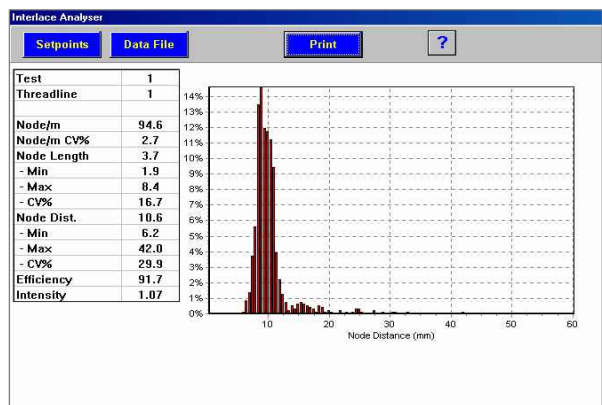 Interlace Analyser
Setpoints Data File Print ?
Test 1
Threadline 1
Node/m 94.6
Node/m CV% 2.7
Node Length 3.7
- Min 1.9
- Max 8.4
- CV% 16.7
Node Dist. 10.6
- Min 6.2
- Max 42.0
- CV% 29.9
Efficiency 91.7
Intensity 1.07
14%
13%
12%
11%
10%
9%
8%
7%
6%
5%
4%
3%
2%
1%
0%
10 20 30 40 50 60
Node Distance (mm)